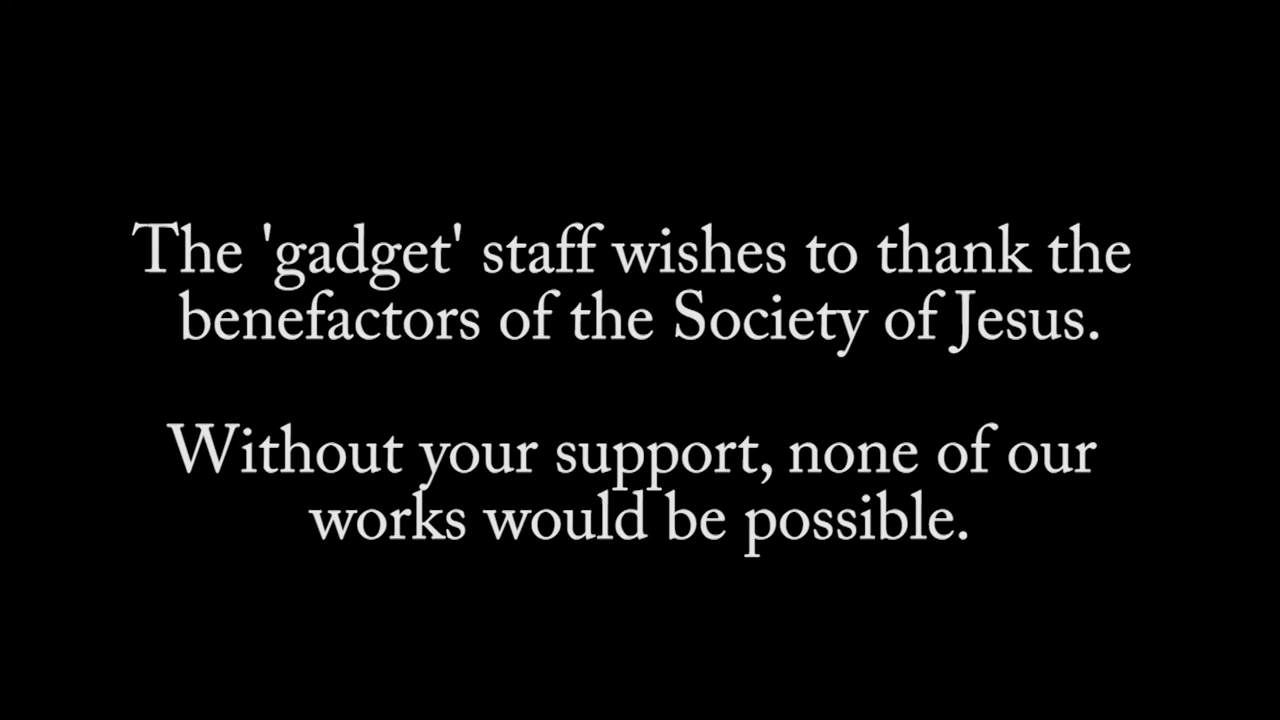 The 'gadget' staff wishes to thank the
benefactors of the Society of Jesus.
Without your support, none of our
works would be possible.